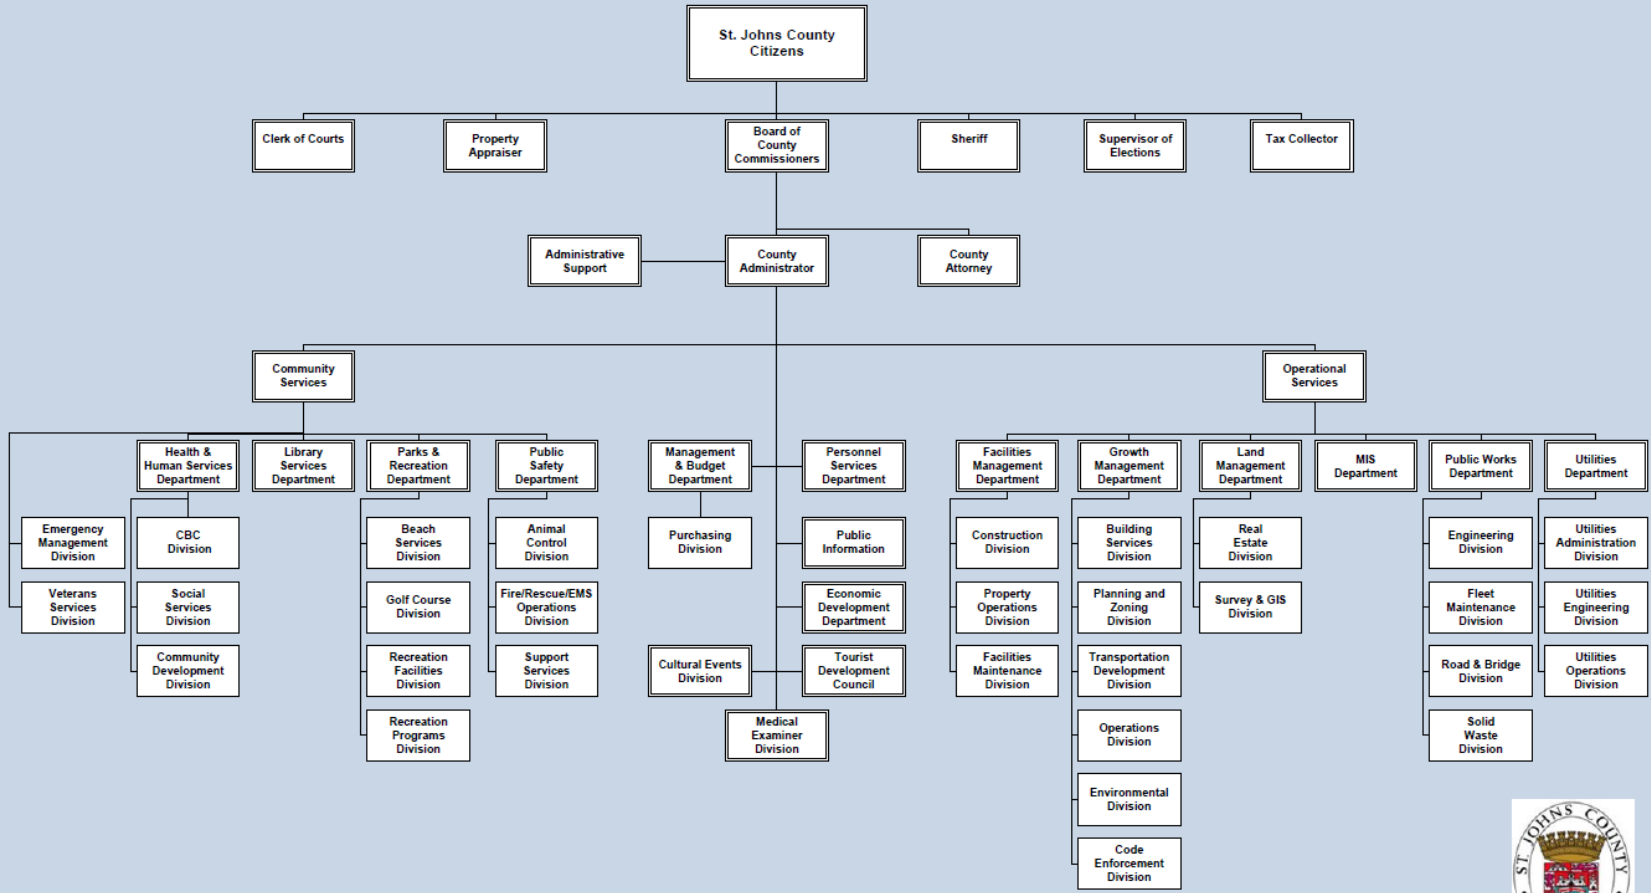 St. Johns County
Citizens
Clerk of Courts
Property
Appraiser
Board of
County
Commissioners
Sheriff
Supervisor of
Elections
Tax Collector
Administrative
Support
County
Administrator
County
Attorney
Community
Services
Operational
Services
Health &
Human Services
Department
Library
Services
Department
Parks &
Recreation
Department
Public
Safety
Department
Management
& Budget
Department
Personnel
Services
Department
Facilities
Management
Department
Growth
Management
Department
Land
Management
Department
MIS
Department
Public Works
Department
Utilities
Department
Emergency
Management
Division
CBC
Division
Beach
Services
Division
Animal
Control
Division
Purchasing
Division
Public
Information
Construction
Division
Building
Services
Division
Real
Estate
Division
Engineering
Division
Utilities
Administration
Division
Veterans
Services
Division
Social
Services
Division
Golf Course
Division
Fire/Rescue/EMS
Operations
Division
Economic
Development
Department
Property
Operations
Division
Planning and
Zoning
Division
Survey & GIS
Division
Fleet
Maintenance
Division
Utilities
Engineering
Division
Community
Development
Division
Recreation
Facilities
Division
Support
Services
Division
Cultural Events
Division
Tourist
Development
Council
Facilities
Maintenance
Division
Transportation
Development
Division
Road & Bridge
Division
Utilities
Operations
Division
Recreation
Programs
Division
Medical
Examiner
Division
Operations
Division
Solid
Waste
Division
Environmental
Division
Code
Enforcement
Division
ST. JOHNS COUNTY